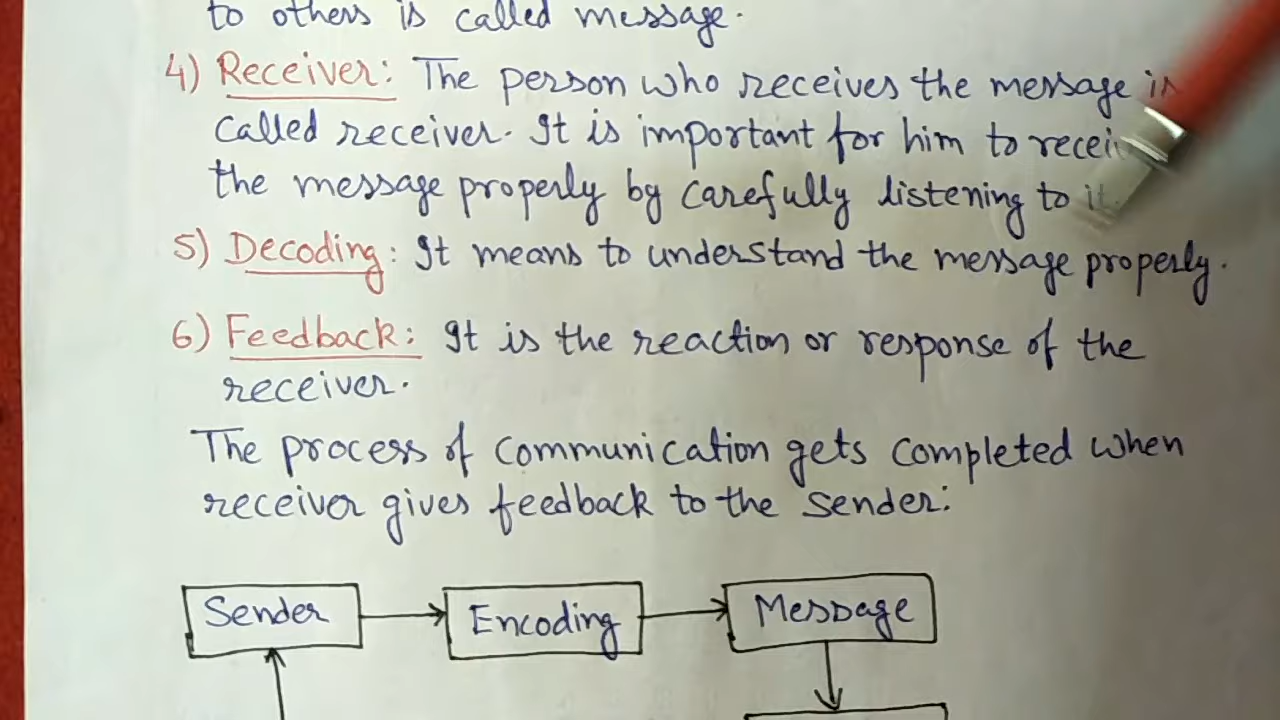 to others is called message.
4) Receiver: The person who receives the message is
called receiver. It is important for him to
the message properly by carefully listening to it.
5) Decoding: It means to understand the message properly.
6) Feedback: It is the reaction or response of the
receiver.
The process of communication gets completed when
receiver gives feedback to the sender:
Sender
Encoding
Message